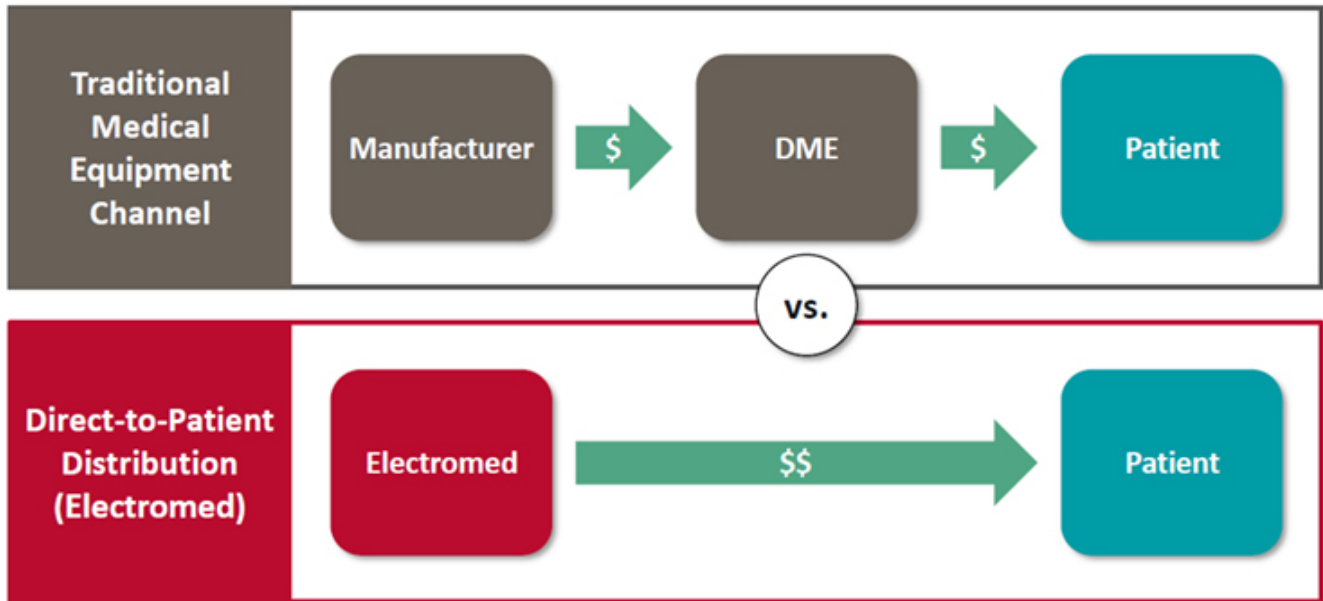 Traditional
Medical
Equipment
Channel
Manufacturer
$
DME
$
Patient
vs.
Direct-to-Patient
Distribution
(Electromed)
Electromed
$$
Patient